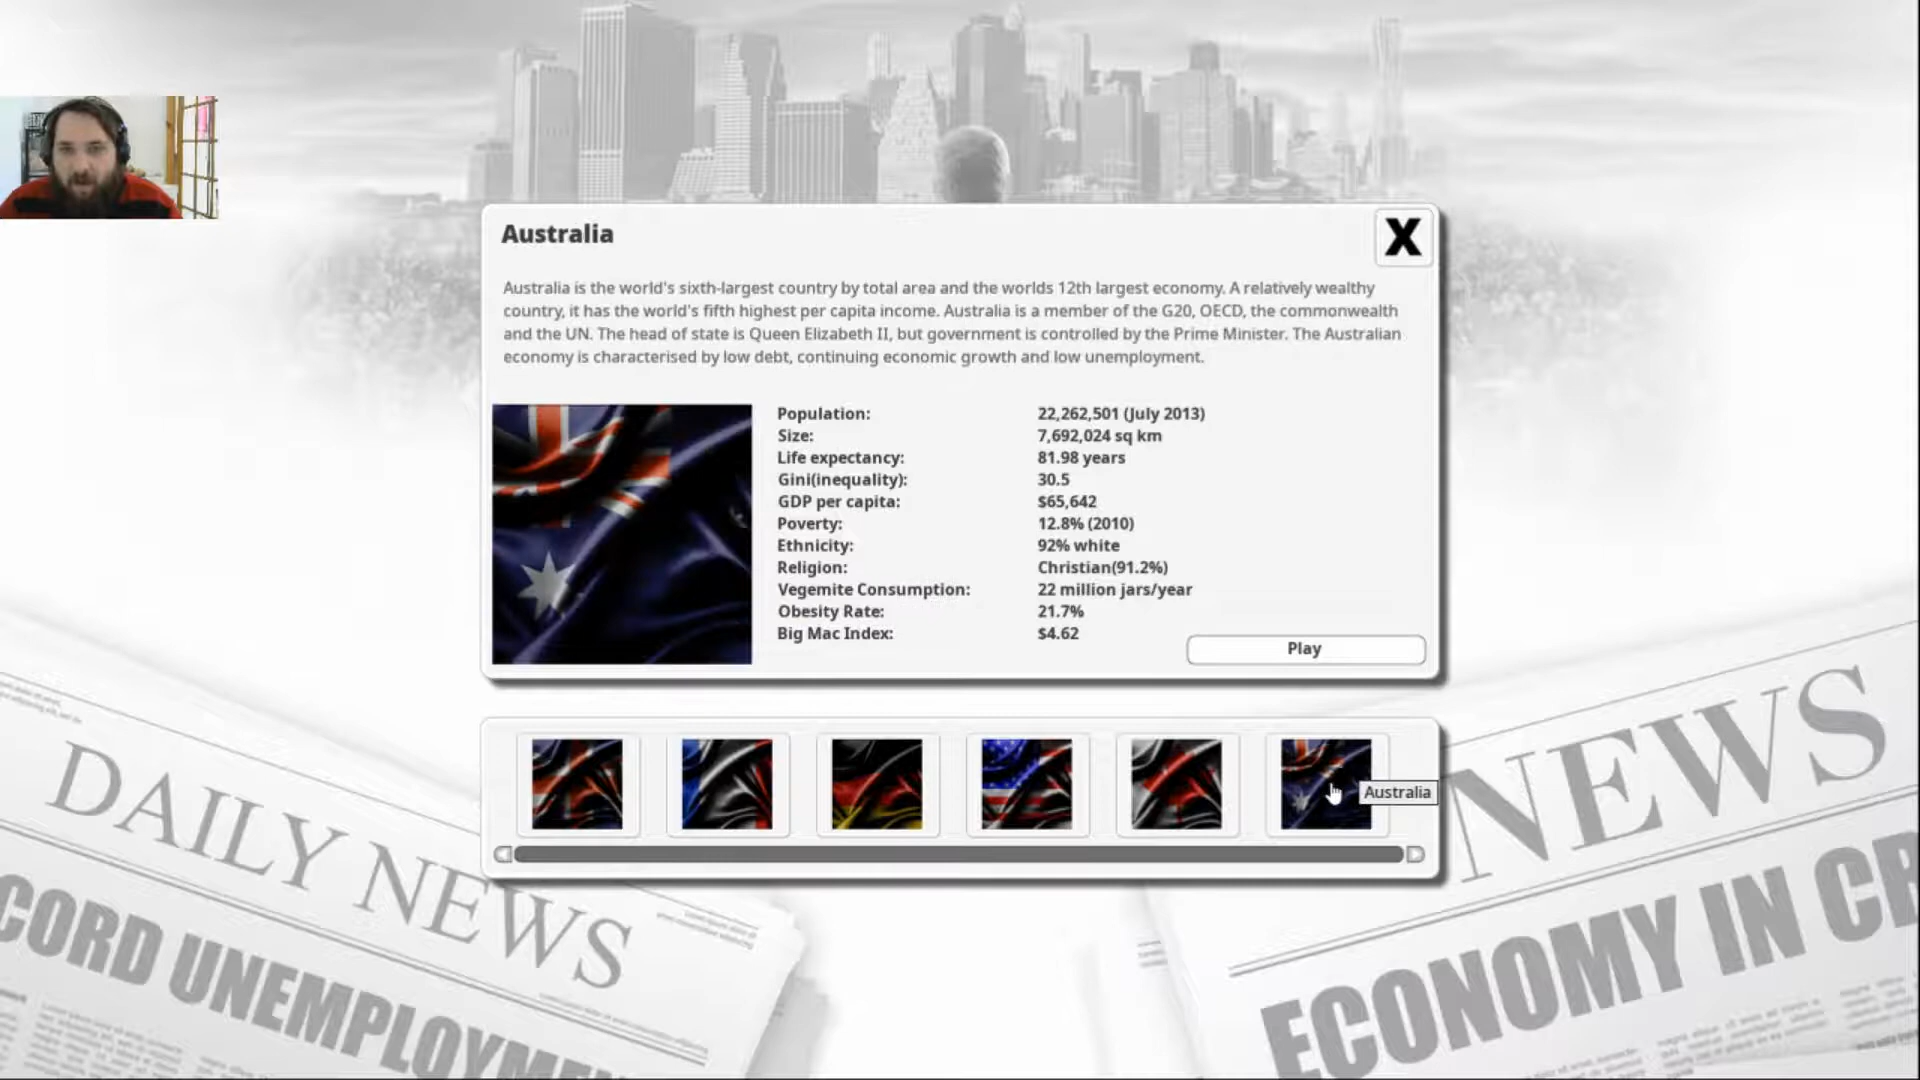 Australia
X
Australia is the world's sixth-largest country by total area and the worlds 12th largest economy. A relatively wealthy
country, it has the world's fifth highest per capita income. Australia is a member of the G20, OECD, the commonwealth
and the UN. The head of state is Queen Elizabeth II, but government is controlled by the Prime Minister. The Australian
economy is characterised by low debt, continuing economic growth and low unemployment.
Population: 22,262,501 (July 2013)
Size: 7,692,024 sq km
Life expectancy: 81.98 years
Gini(inequality): 30.5
GDP per capita: $65,642
Poverty: 12.8% (2010)
Ethnicity: 92% white
Religion: Christian(91.2%)
Vegemite Consumption: 22 million jars/year
Obesity Rate: 21.7%
Big Mac Index: $4.62
Play
Australia
DAILY NEWS
CORD UNEMPLOYME
NEWS
ECONOMY IN CR